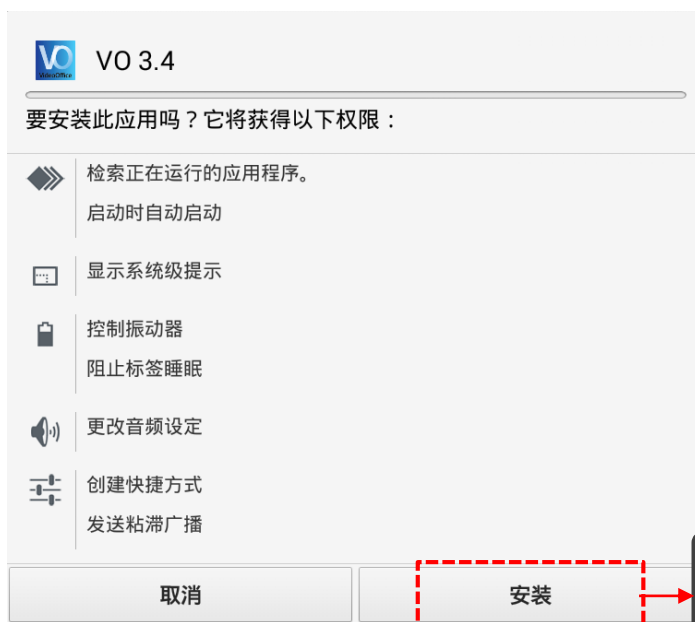 VO
VideoOffice
VO 3.4
要安装此应用吗？它将获得以下权限：
检索正在运行的应用程序。
启动时自动启动
显示系统级提示
控制振动器
阻止标签睡眠
更改音频设定
创建快捷方式
发送粘滞广播
取消
安装